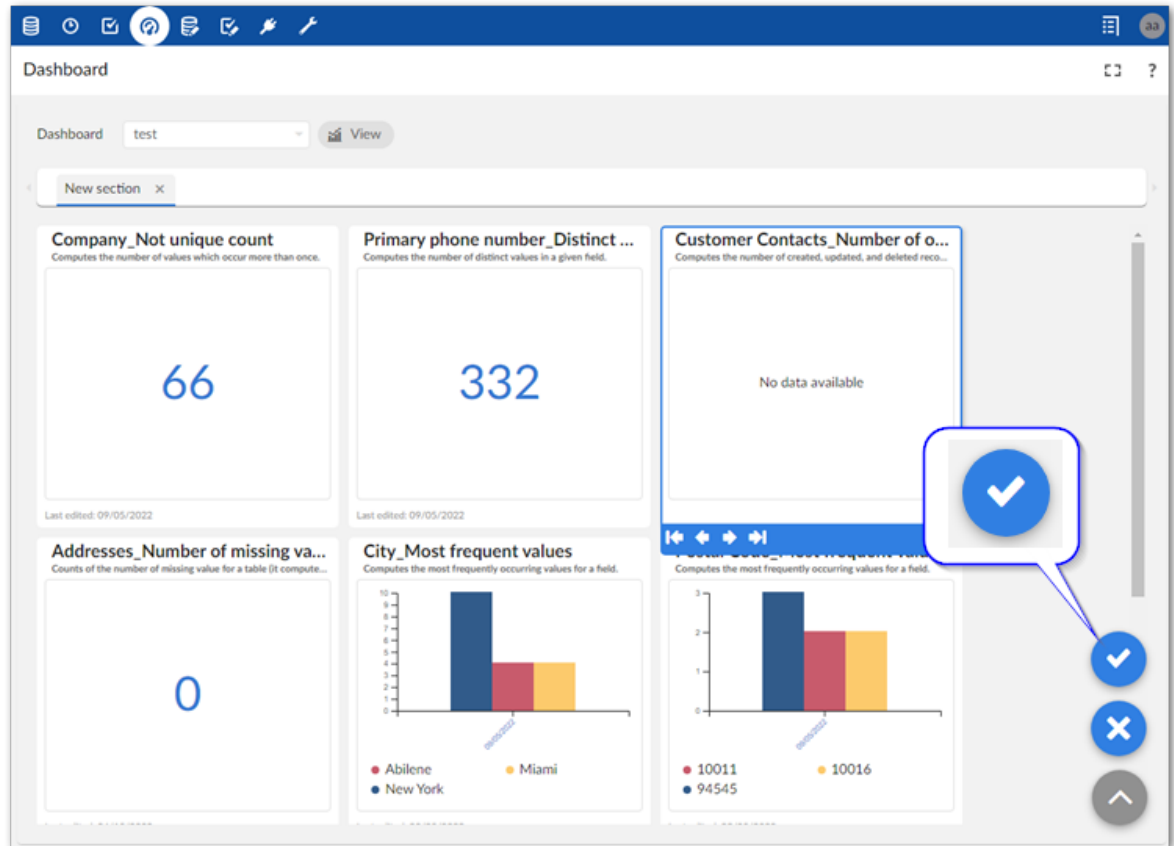 aa
Dashboard
?
Dashboard test View
New section ×
Company_Not unique count
Computes the number of values which occur more than once.
66
Last edited: 09/05/2022
Primary phone number_Distinct ...
Computes the number of distinct values in a given field.
332
Last edited: 09/05/2022
Customer Contacts_Number of o...
Computes the number of created, updated, and deleted reco...
No data available
Addresses_Number of missing va...
Counts of the number of missing value for a table (it compute...
0
City_Most frequent values
Computes the most frequently occurring values for a field.
10
9
8
7
6
5
4
3
2
1
0
09/05/2022
Abilene Miami
New York
Computes the most frequently occurring values for a field.
3
2
1
0
09/05/2022
10011 10016
94545